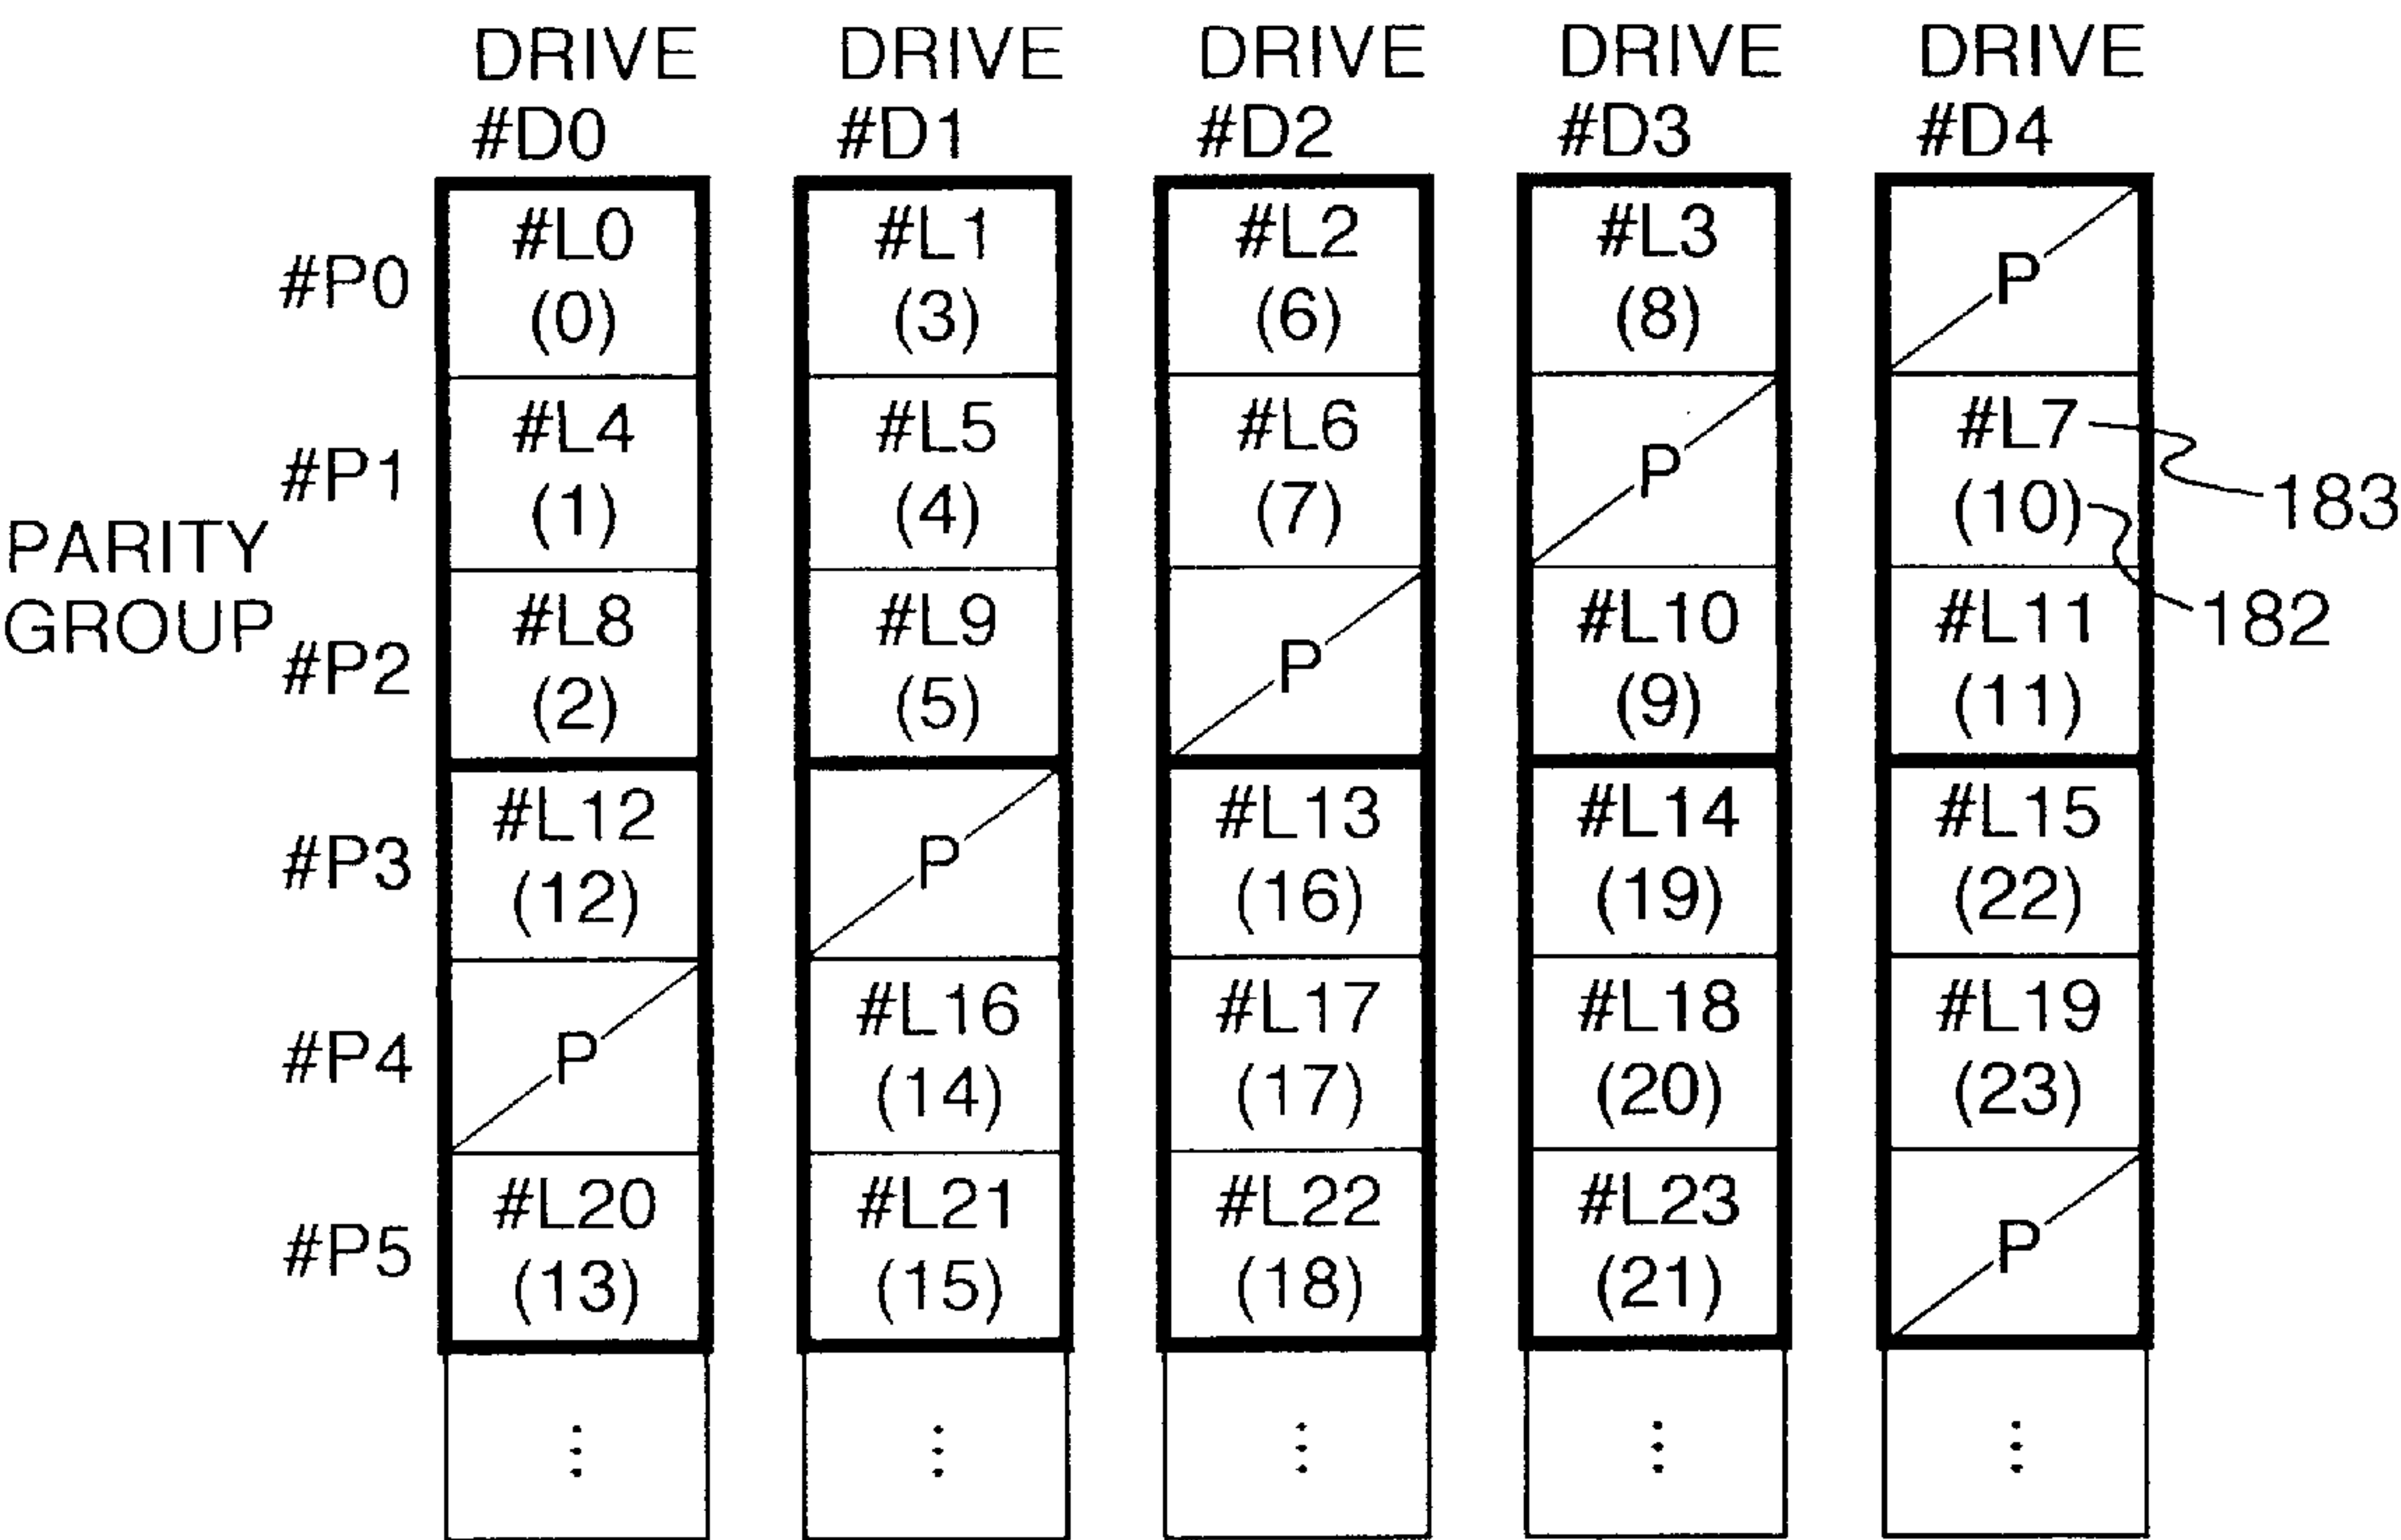 DRIVE DRIVE DRIVE DRIVE DRIVE
#D0 #D1 #D2 #D3 #D4
#P0 #L0 #L1 #L2 #L3 P
(0) (3) (6) (8)
#P1 #L4 #L5 #L6 P #L7 183
(1) (4) (7) (10) 182
PARITY
GROUP
#P2 #L8 #L9 P #L10 #L11
(2) (5) (9) (11)
#P3 #L12 P #L13 #L14 #L15
(12) (16) (19) (22)
#P4 P #L16 #L17 #L18 #L19
(14) (17) (20) (23)
#P5 #L20 #L21 #L22 #L23 P
(13) (15) (18) (21)